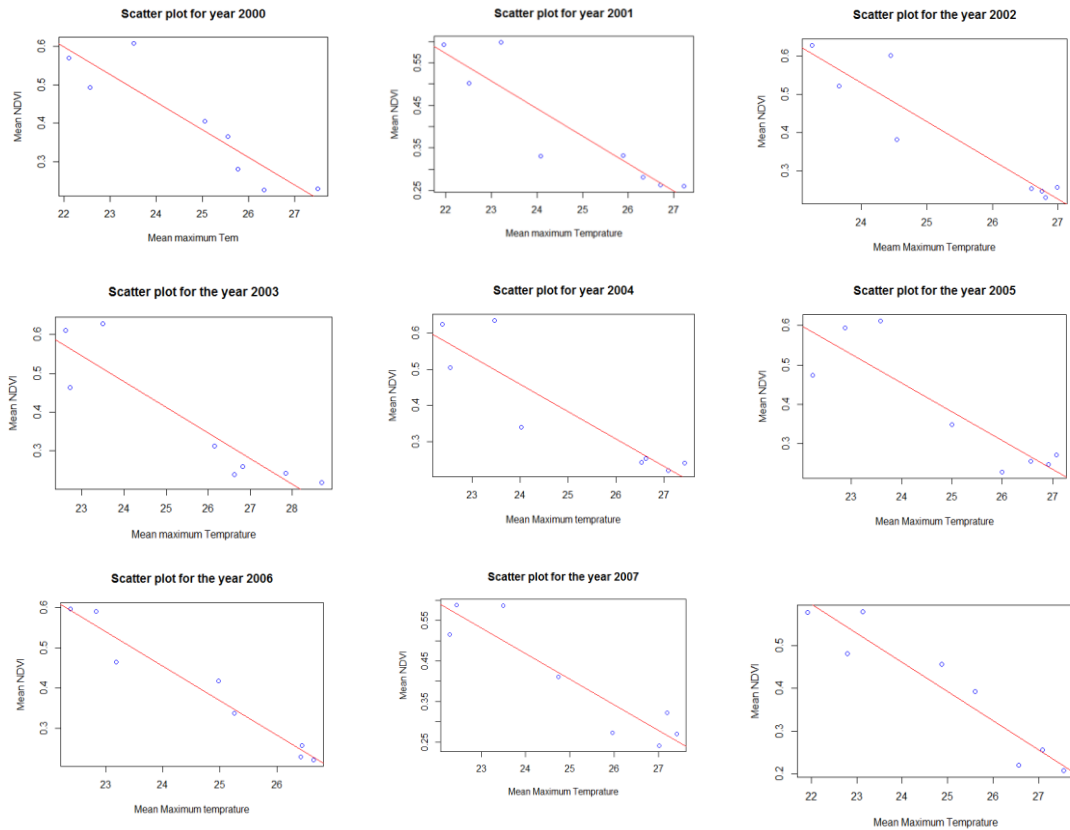 Scatter plot for year 2000
Mean NDVI
0.6
0.5
0.4
0.3
22 23 24 25 26 27
Mean maximum Tem
Scatter plot for year 2001
Mean NDVI
0.55
0.45
0.35
0.25
22 23 24 25 26 27
Mean maximum Temprature
Scatter plot for the year 2002
Mean NDVI
0.6
0.5
0.4
0.3
24 25 26 27
Meam Maximum Temprature
Scatter plot for the year 2003
Mean NDVI
0.6
0.5
0.4
0.3
23 24 25 26 27 28
Mean maximum Temprature
Scatter plot for year 2004
Mean NDVI
0.6
0.5
0.4
0.3
23 24 25 26 27
Mean Maximum temprature
Scatter plot for the year 2005
Mean NDVI
0.6
0.5
0.4
0.3
23 24 25 26 27
Mean Maximum Temprature
Scatter plot for the year 2006
Mean NDVI
0.6
0.5
0.4
0.3
23 24 25 26
Mean Maximum temprature
Scatter plot for the year 2007
Mean NDVI
0.55
0.45
0.35
0.25
23 24 25 26 27
Mean Maximum Temprature
Mean NDVI
0.5
0.4
0.3
0.2
22 23 24 25 26 27
Mean Maximum Temprature